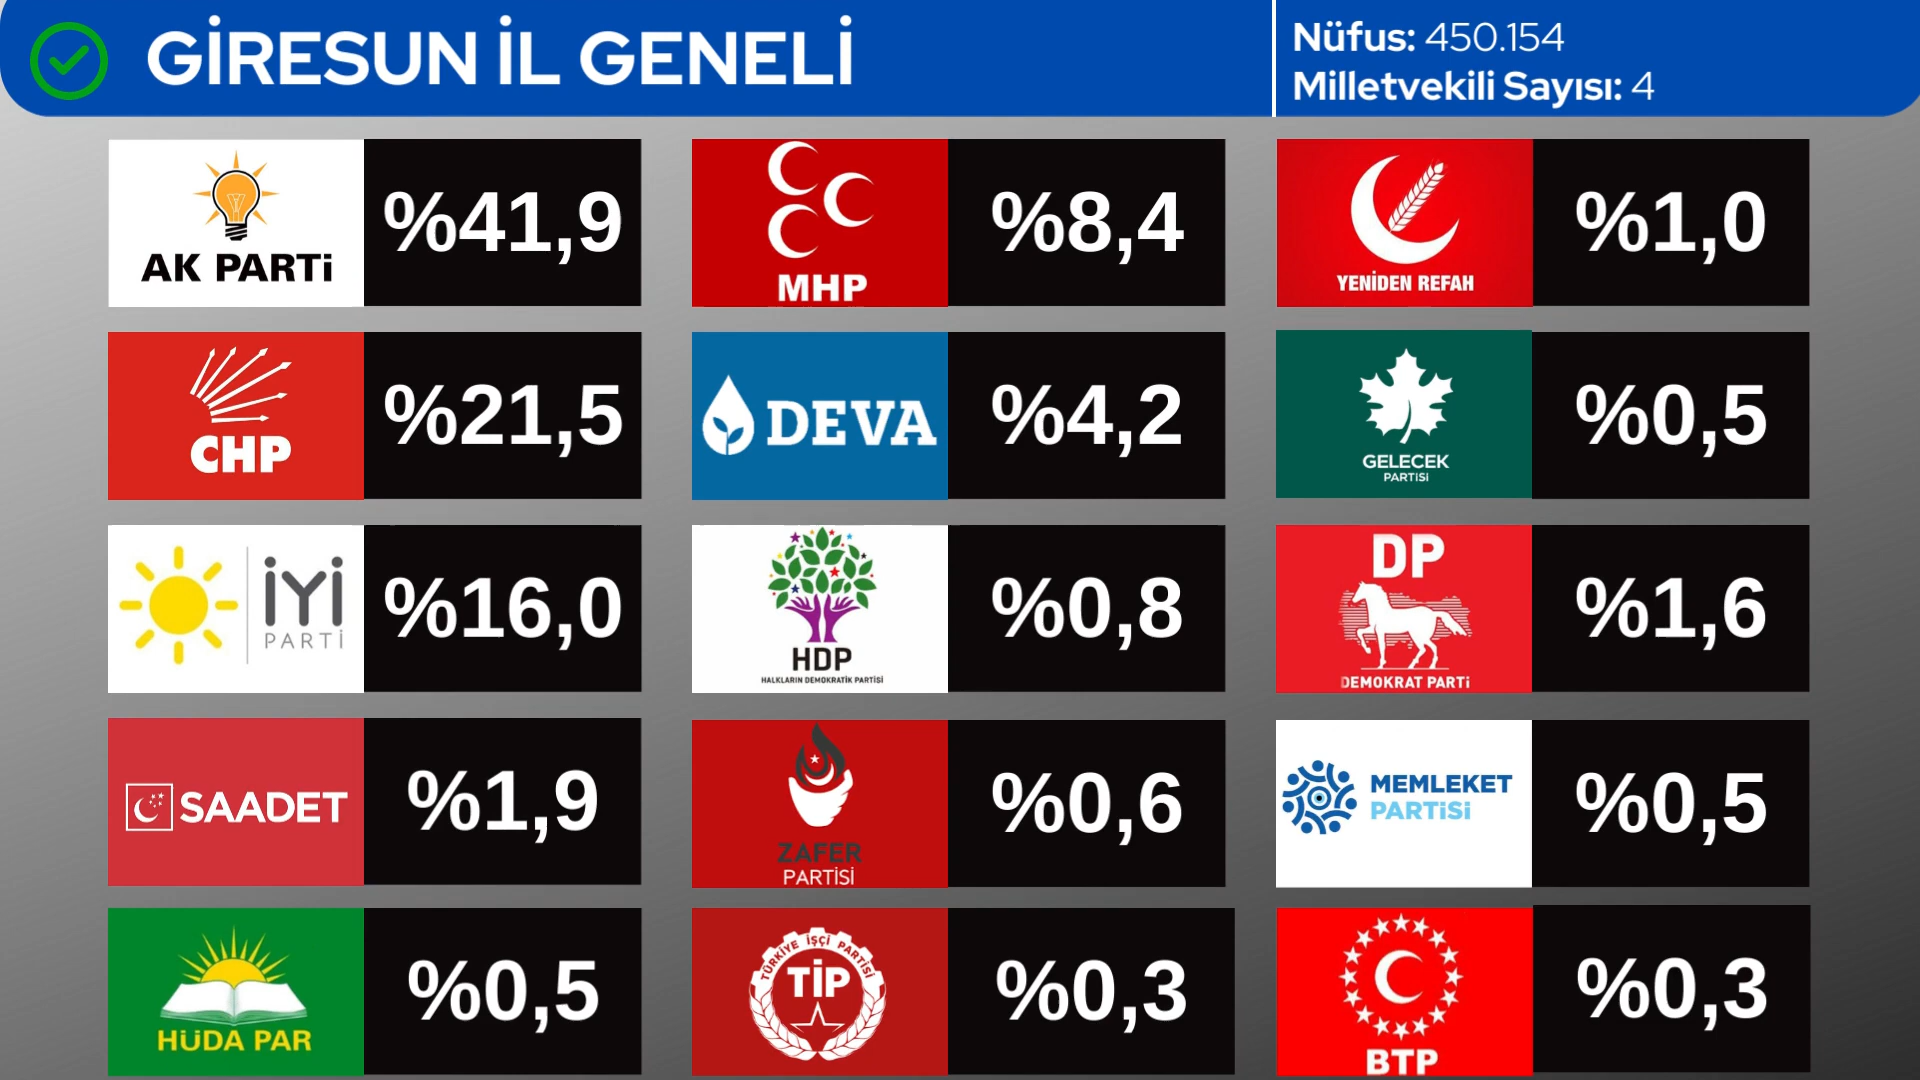 GİRESUN İL GENELİ
Nüfus: 450.154
Milletvekili Sayısı: 4
AK PARTİ
%41,9
MHP
%8,4
YENİDEN REFAH
%1,0
CHP
%21,5
DEVA
%4,2
GELECEK
PARTİSİ
%0,5
İYİ
PARTİ
%16,0
HDP
HALKLARIN DEMOKRATİK PARTİSİ
%0,8
DP
DEMOKRAT PARTİ
%1,6
SAADET
%1,9
ZAFER
PARTİSİ
%0,6
MEMLEKET
PARTİSİ
%0,5
HÜDA PAR
%0,5
TÜRKİYE İŞÇİ PARTİSİ
TİP
%0,3
BTP
%0,3